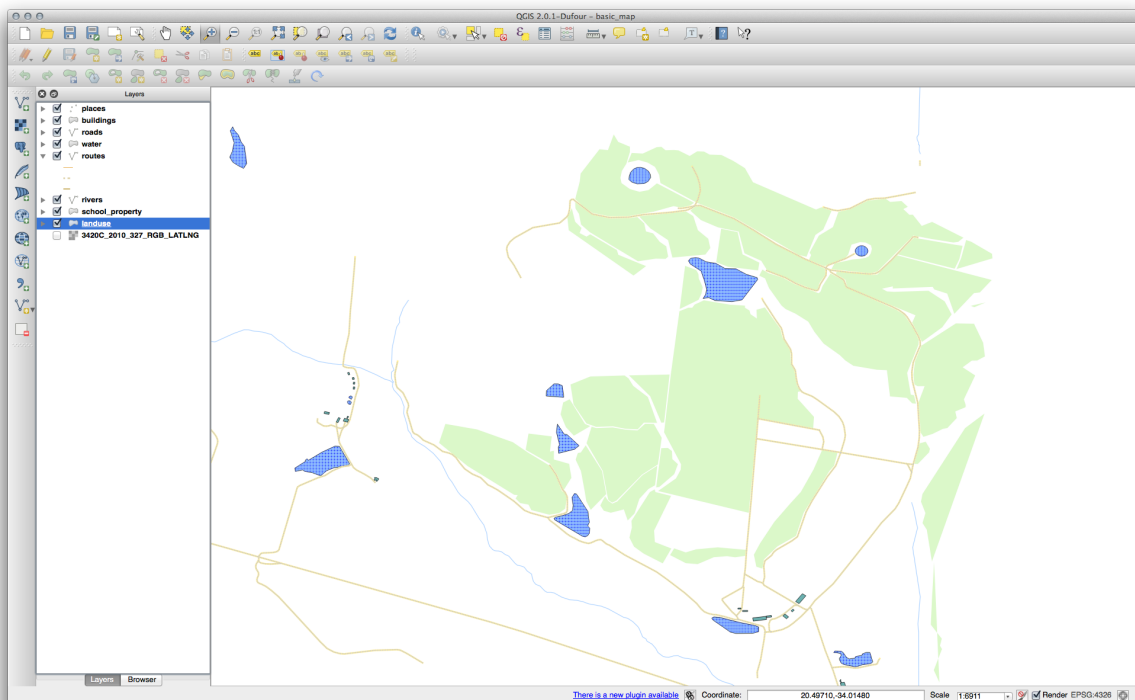 QGIS 2.0.1-Dufour - basic_map
Layers
places
buildings
roads
water
routes
rivers
school_property
landuse
3420C_2010_327_RGB_LATLNG
Layers Browser
There is a new plugin available Coordinate: 20.49710,-34.01480 Scale 1:6911 Render EPSG:4326